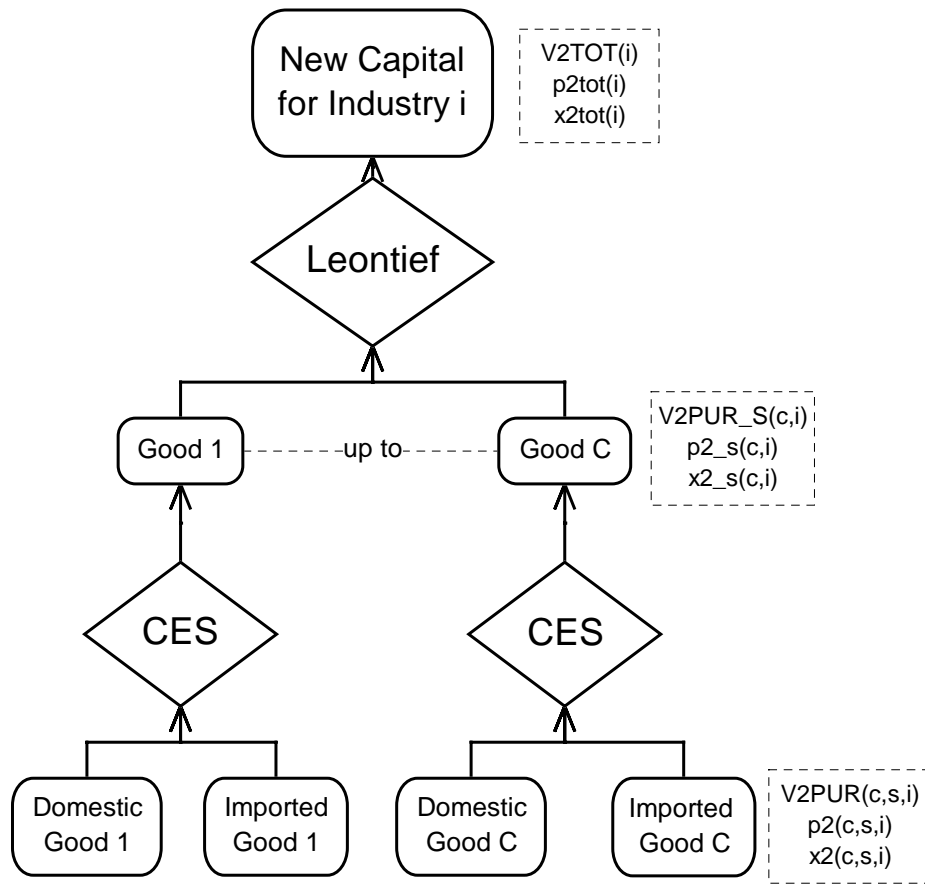 New Capital
for Industry i
V2TOT(i)
p2tot(i)
x2tot(i)
Leontief
Good 1
up to
Good C
V2PUR_S(c,i)
p2_s(c,i)
x2_s(c,i)
CES
CES
Domestic
Good 1
Imported
Good 1
Domestic
Good C
Imported
Good C
V2PUR(c,s,i)
p2(c,s,i)
x2(c,s,i)